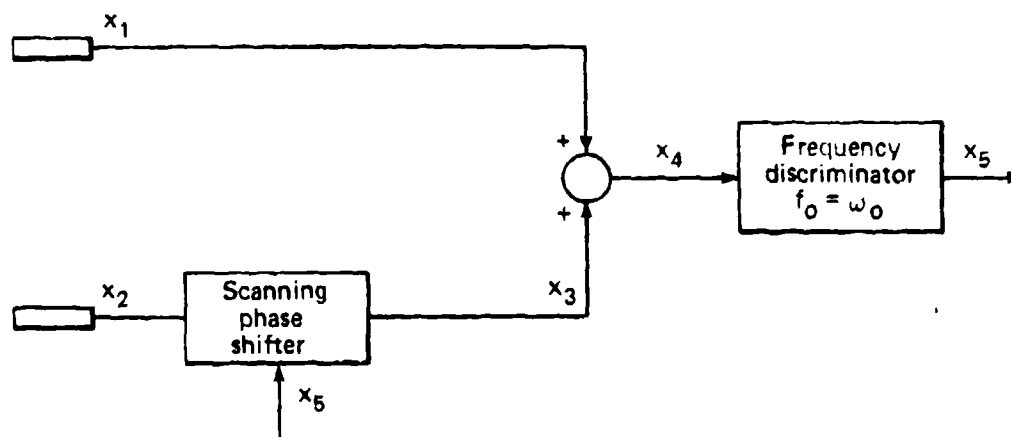 x₁
+
x₄
Frequency
discriminator
f₀ = ω₀
x₅
+
x₂
Scanning
phase
shifter
x₃
x₅